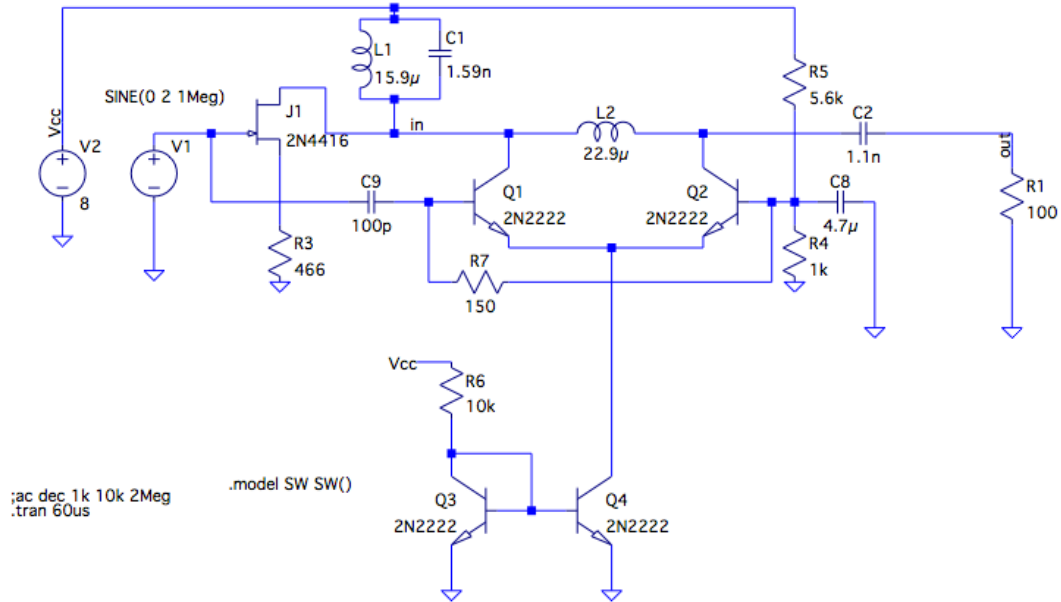 L1
15.9µ
C1
1.59n
SINE(0 2 1Meg)
Vcc
V2
8
V1
J1
2N4416
in
L2
22.9µ
R5
5.6k
C2
1.1n
out
R1
100
C9
100p
Q1
2N2222
Q2
2N2222
C8
4.7µ
R3
466
R4
1k
R7
150
Vcc
R6
10k
;ac dec 1k 10k 2Meg
.tran 60us
.model SW SW()
Q3
2N2222
Q4
2N2222